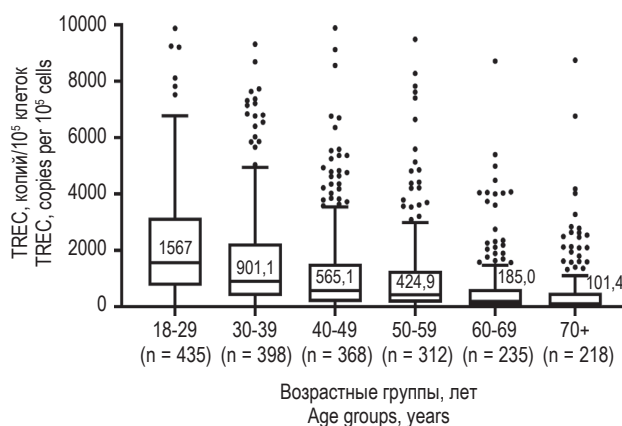 TREC, копий/10⁵ клеток
TREC, copies per 10⁵ cells
10000
8000
6000
4000
2000
0
1567
901,1
565,1
424,9
185,0
101,4
18-29 30-39 40-49 50-59 60-69 70+
(n = 435) (n = 398) (n = 368) (n = 312) (n = 235) (n = 218)
Возрастные группы, лет
Age groups, years